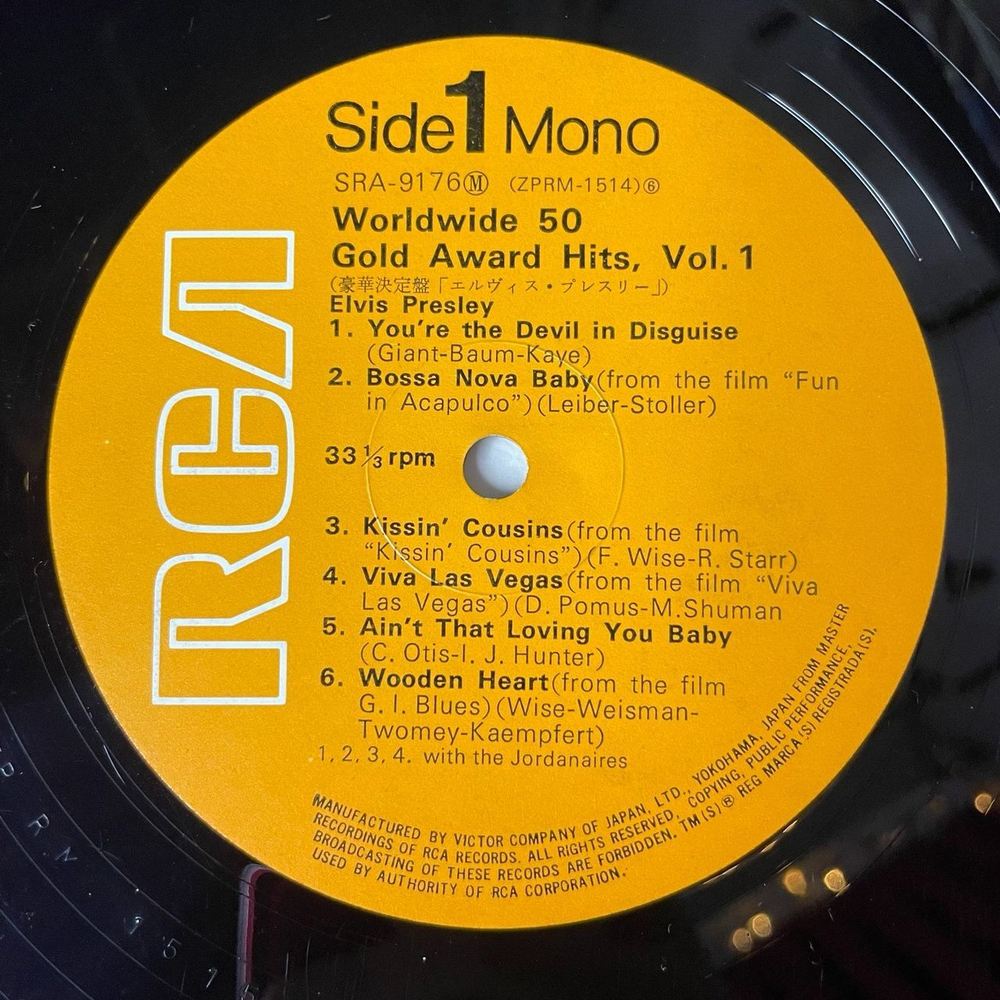 Side 1 Mono
SRA-9176Ⓜ (ZPRM-1514)⑥
Worldwide 50
Gold Award Hits, Vol. 1
(豪華決定盤「エルヴィス・プレスリー」)
Elvis Presley
1. You're the Devil in Disguise
(Giant-Baum-Kaye)
2. Bossa Nova Baby(from the film “Fun
in Acapulco”)(Leiber-Stoller)
33 ⅓ rpm
3. Kissin' Cousins(from the film
“Kissin' Cousins”)(F. Wise-R. Starr)
4. Viva Las Vegas(from the film “Viva
Las Vegas”)(D. Pomus-M.Shuman
5. Ain't That Loving You Baby
(C. Otis-I. J. Hunter)
6. Wooden Heart(from the film
G. I. Blues)(Wise-Weisman-
Twomey-Kaempfert)
1, 2, 3, 4. with the Jordanaires
RCA
MANUFACTURED BY VICTOR COMPANY OF JAPAN, LTD., YOKOHAMA, JAPAN FROM MASTER
RECORDINGS OF RCA RECORDS. ALL RIGHTS RESERVED, COPYING, PUBLIC PERFORMANCE,
BROADCASTING OF THESE RECORDS ARE FORBIDDEN. TM(S)® REG MARCA(S) REGISTRADA(S).
USED BY AUTHORITY OF RCA CORPORATION.